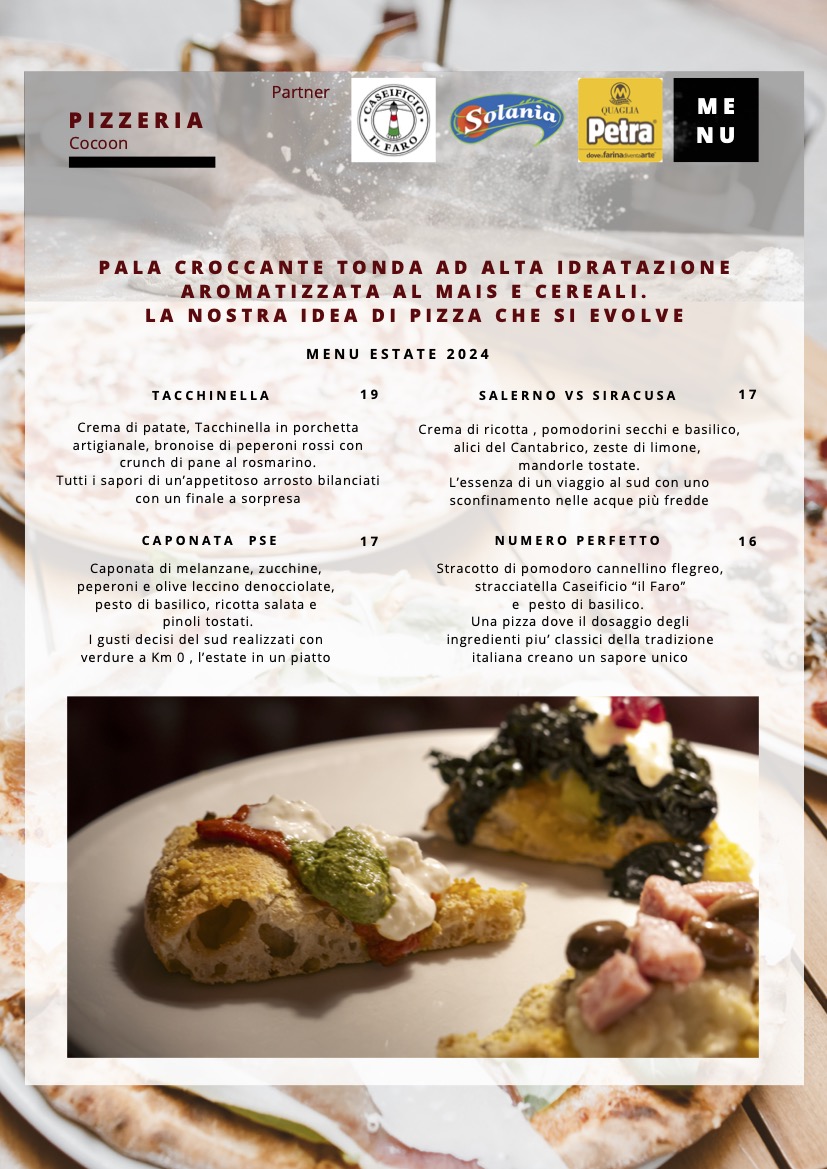 PIZZERIA
Cocoon
Partner
CASEIFICIO
IL FARO
Solania
QUAGLIA
Petra®
dovelafarinadiventaarte®
ME
NU
PALA CROCCANTE TONDA AD ALTA IDRATAZIONE
AROMATIZZATA AL MAIS E CEREALI.
LA NOSTRA IDEA DI PIZZA CHE SI EVOLVE
MENU ESTATE 2024
TACCHINELLA 19
Crema di patate, Tacchinella in porchetta
artigianale, bronoise di peperoni rossi con
crunch di pane al rosmarino.
Tutti i sapori di un’appetitoso arrosto bilanciati
con un finale a sorpresa
SALERNO VS SIRACUSA 17
Crema di ricotta , pomodorini secchi e basilico,
alici del Cantabrico, zeste di limone,
mandorle tostate.
L’essenza di un viaggio al sud con uno
sconfinamento nelle acque più fredde
CAPONATA  PSE 17
Caponata di melanzane, zucchine,
peperoni e olive leccino denocciolate,
pesto di basilico, ricotta salata e
pinoli tostati.
I gusti decisi del sud realizzati con
verdure a Km 0 , l’estate in un piatto
NUMERO PERFETTO 16
Stracotto di pomodoro cannellino flegreo,
stracciatella Caseificio “il Faro”
e  pesto di basilico.
Una pizza dove il dosaggio degli
ingredienti piu’ classici della tradizione
italiana creano un sapore unico